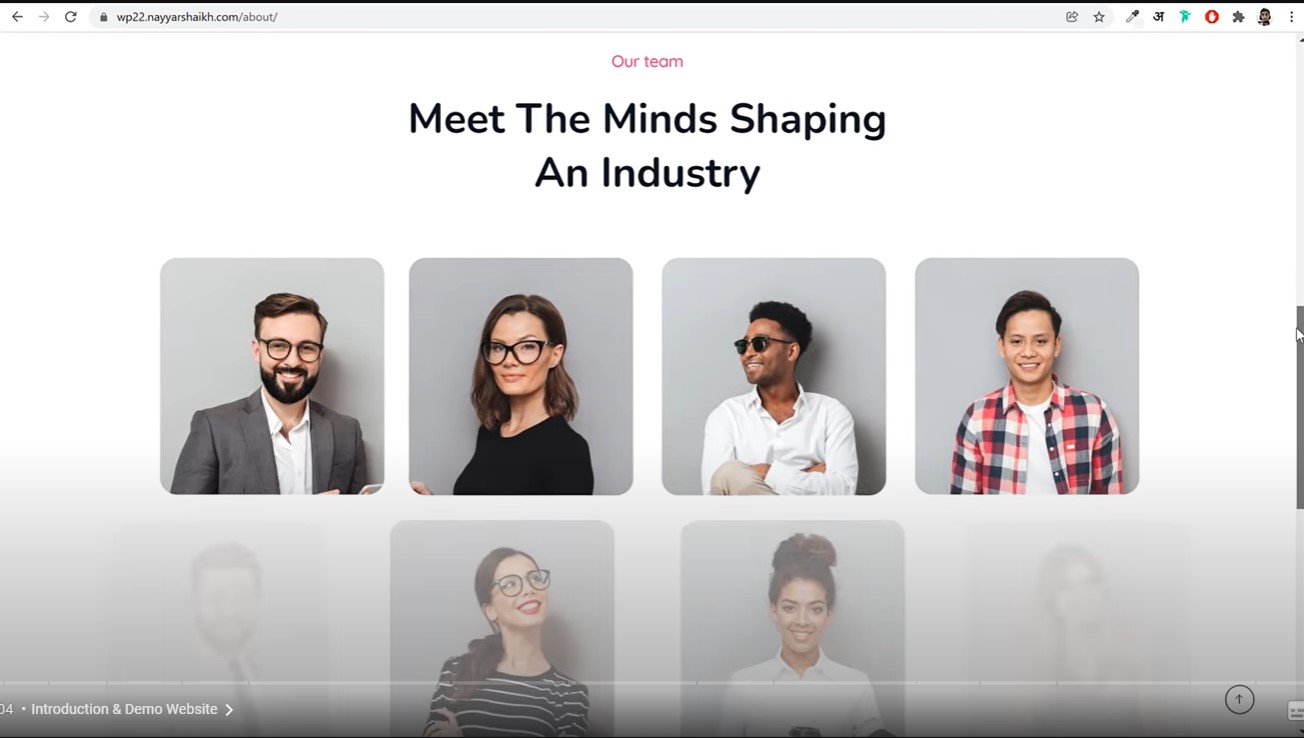 wp22.nayyarshaikh.com/about/
अ
Our team
Meet The Minds Shaping
An Industry
04 • Introduction & Demo Website